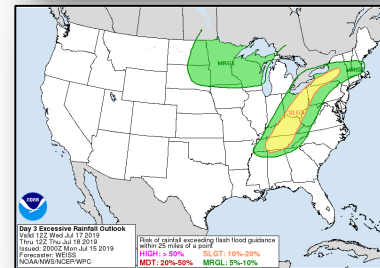 MRGL
MRGL
SLGT
NOAA
Day 3 Excessive Rainfall Outlook
Valid 12Z Wed Jul 17 2019
Thru 12Z Thu Jul 18 2019
Issued: 2000Z Mon Jul 15 2019
Forecaster: WEISS
NOAA/NWS/NCEP/WPC
Risk of rainfall exceeding flash flood guidance
within 25 miles of a point
HIGH: > 50%
SLGT: 10%-20%
MDT: 20%-50%
MRGL: 5%-10%